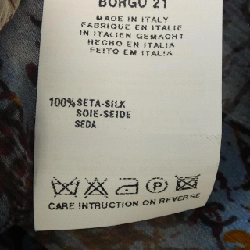 BORGO 21
MADE IN ITALY
FABRIQUE EN ITALIE
IN ITALIEN GEMACHT
HECHO EN ITALIA
FEITO EM ITALIA
100%SETA-SILK
SOIE-SEIDE
SEDA
P
CARE INTRUCTION ON REVERSE